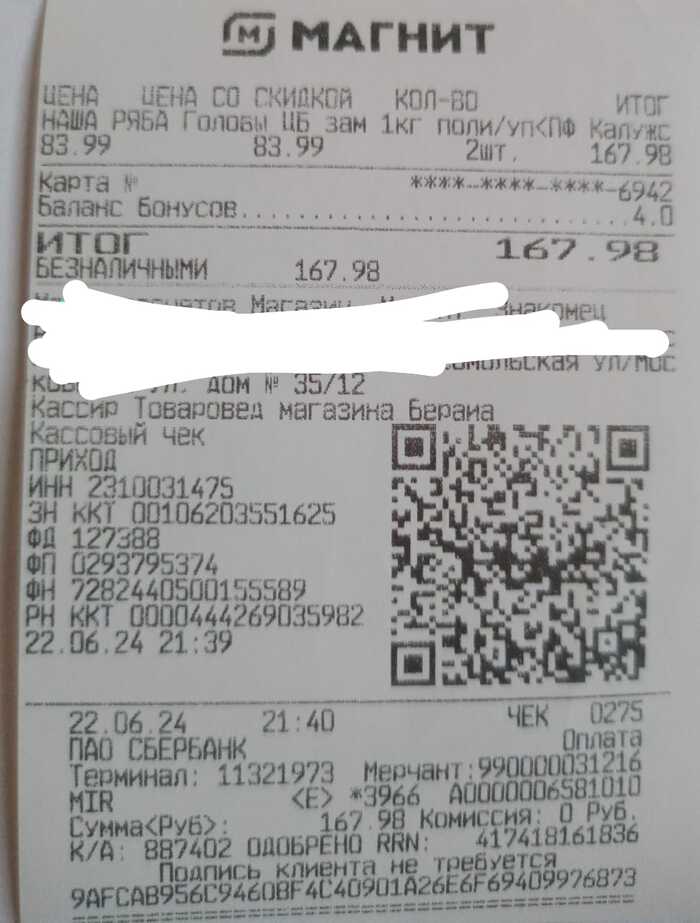 МАГНИТ
ЦЕНА ЦЕНА СО СКИДКОЙ КОЛ-ВО ИТОГ
НАША РЯБА Головы ЦБ зам 1кг поли/уп<ПФ Калужс
83.99 83.99 2шт. 167.98
Карта № ****-****-****-6942
Баланс Бонусов..............................4.0
ИТОГ 167.98
БЕЗНАЛИЧНЫМИ 167.98
Магазин Знакомец
ул/Мос
дом № 35/12
Кассир Товаровед магазина Бераиа
Кассовый чек
ПРИХОД
ИНН 2310031475
ЗН ККТ 00106203551625
ФД 127388
ФП 0293795374
ФН 7282440500155589
РН ККТ 0000444269035982
22.06.24 21:39
22.06.24 21:40 ЧЕК 0275
ПАО СБЕРБАНК Оплата
Терминал: 11321973 Мерчант:990000031216
MIR <E> *3966 A0000006581010
Сумма<Руб>: 167.98 Комиссия: 0 Руб.
К/А: 887402 ОДОБРЕНО RRN: 417418161836
Подпись клиента не требуется
9AFCAB956C94608F4C40901A26E6F69409976873